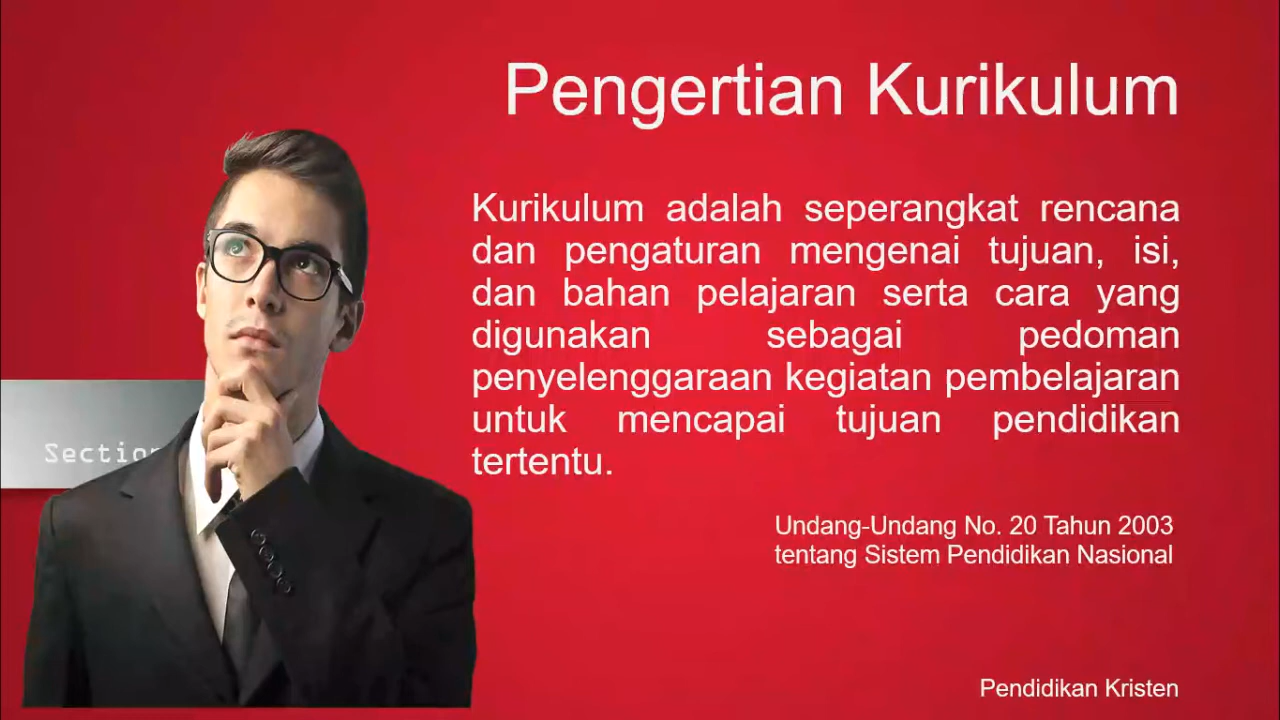 Pengertian Kurikulum
Kurikulum adalah seperangkat rencana
dan pengaturan mengenai tujuan, isi,
dan bahan pelajaran serta cara yang
digunakan sebagai pedoman
penyelenggaraan kegiatan pembelajaran
untuk mencapai tujuan pendidikan
tertentu.
Undang-Undang No. 20 Tahun 2003
tentang Sistem Pendidikan Nasional
Section
Pendidikan Kristen